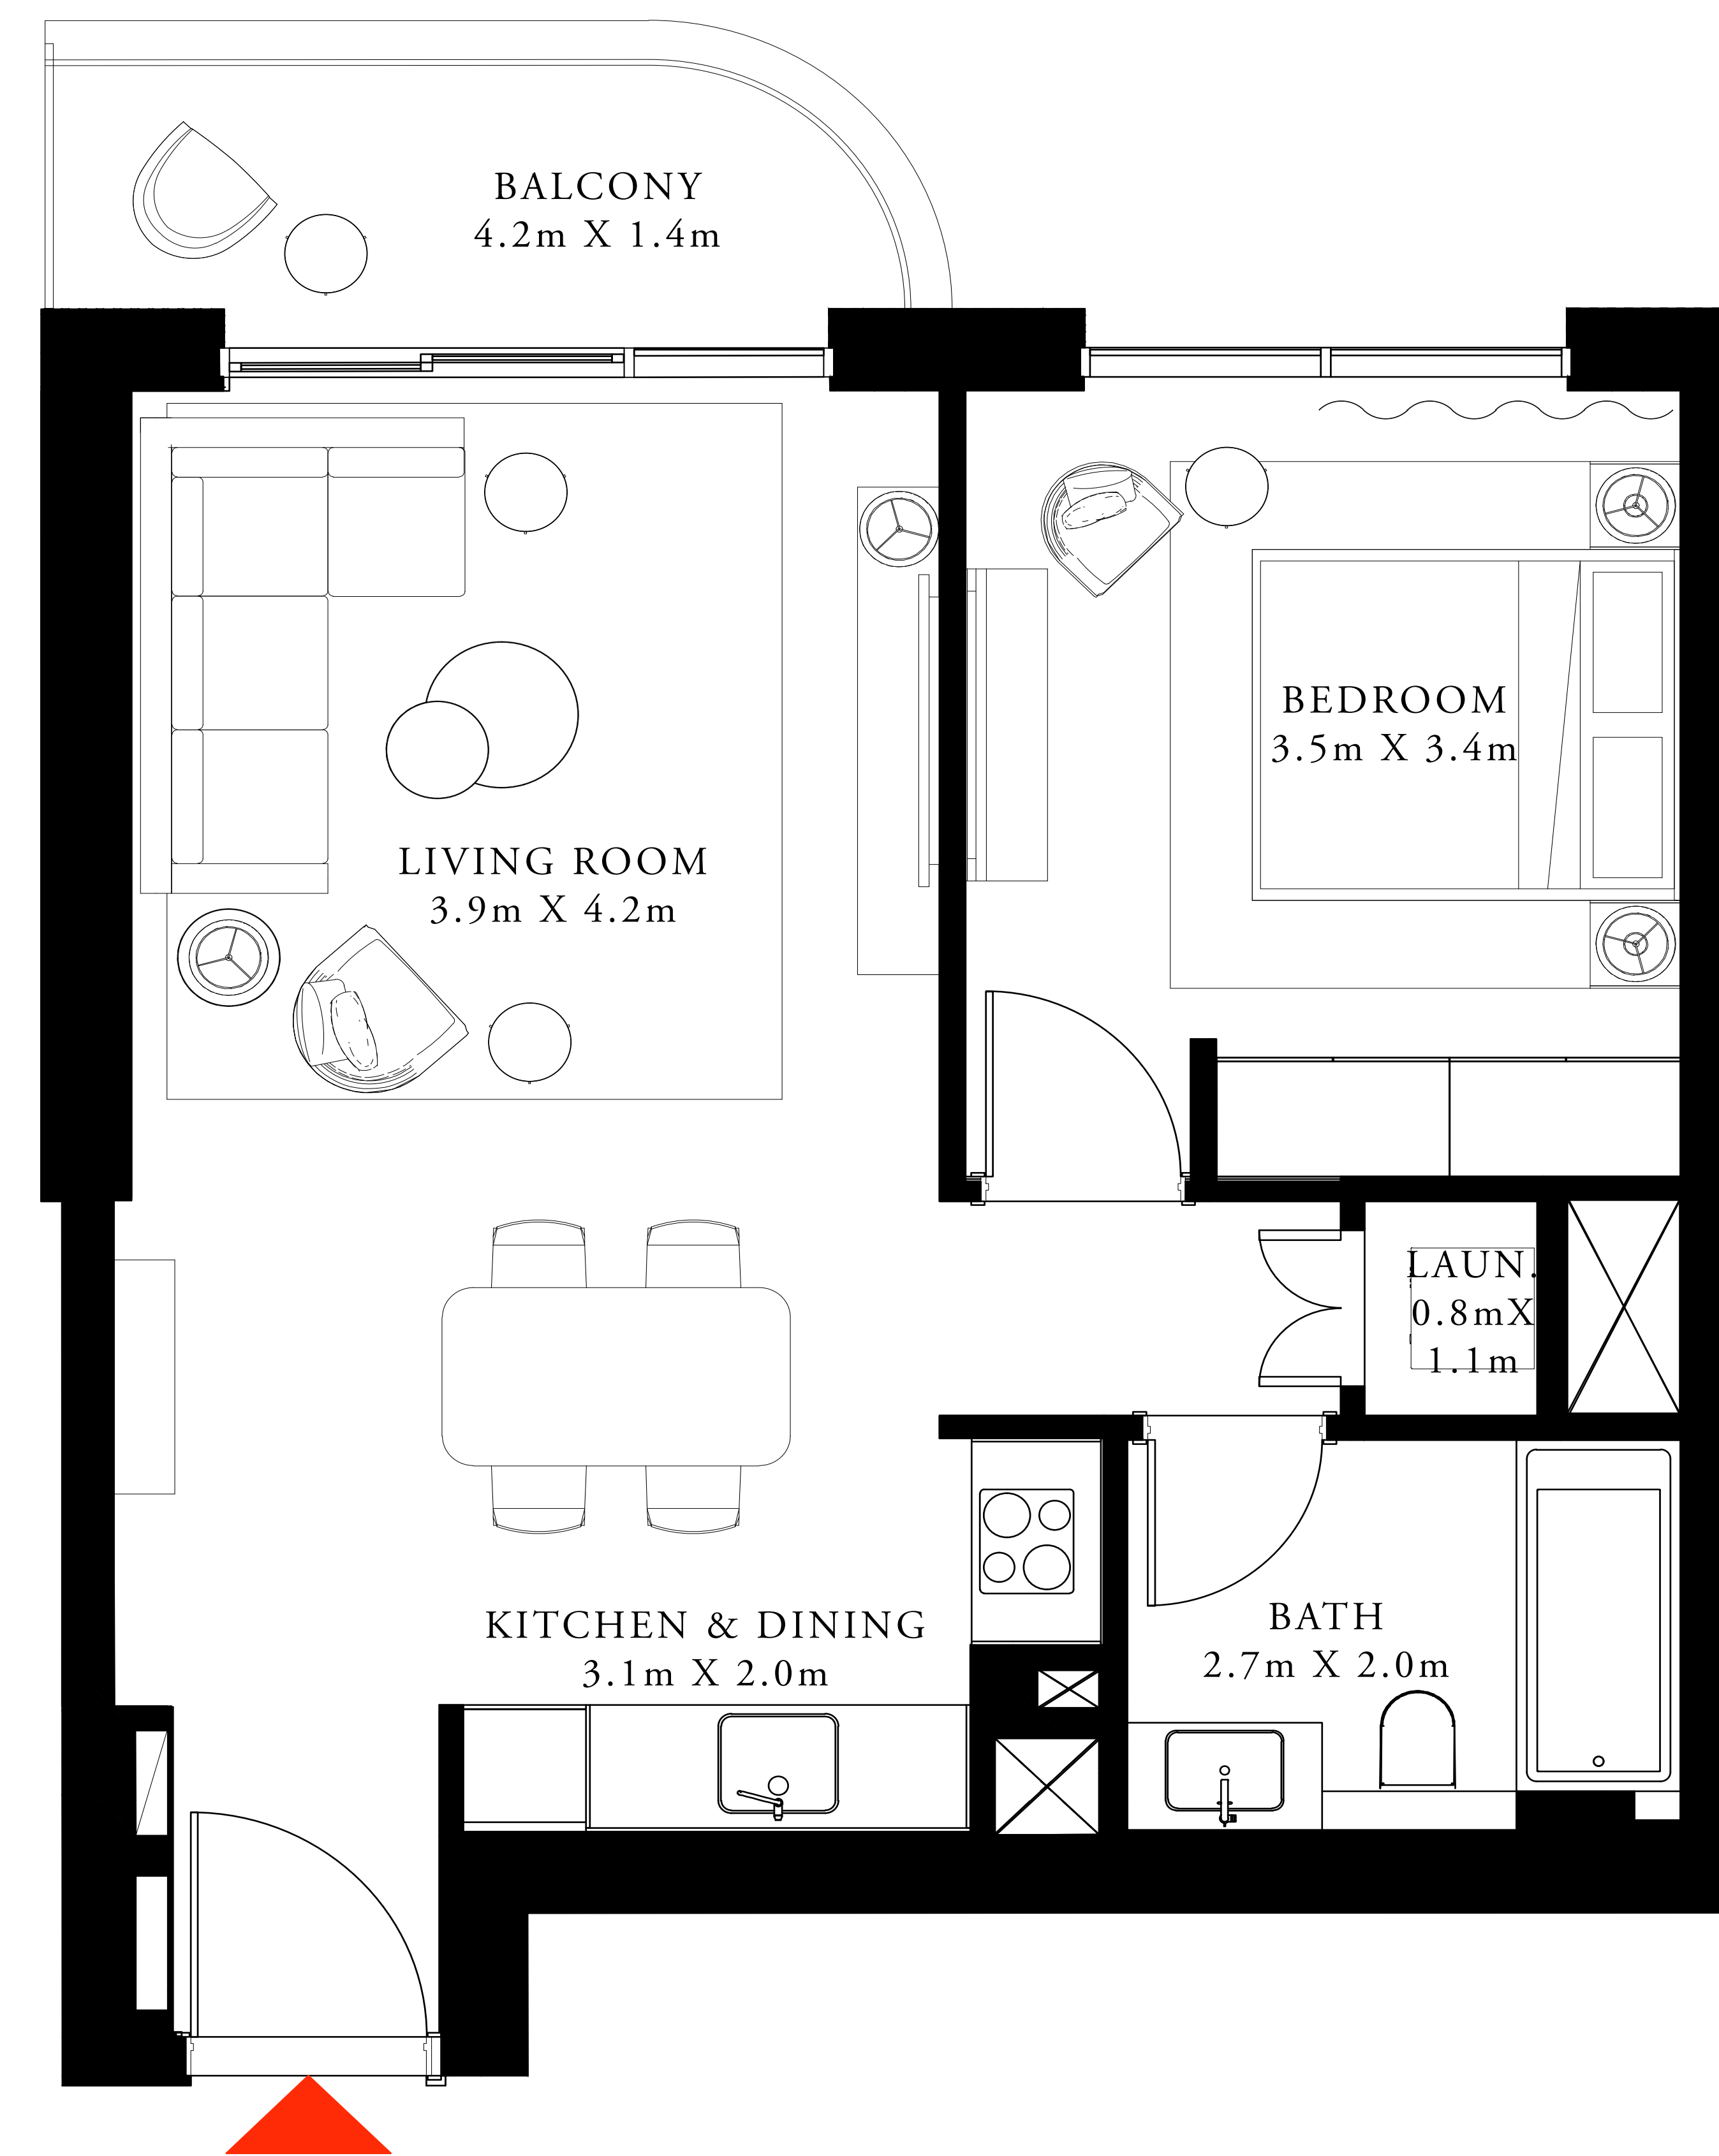 BALCONY
4.2m X 1.4m
BEDROOM
3.5m X 3.4m
LIVING ROOM
3.9m X 4.2m
LAUN.
0.8mX
1.1m
KITCHEN & DINING
3.1m X 2.0m
BATH
2.7m X 2.0m